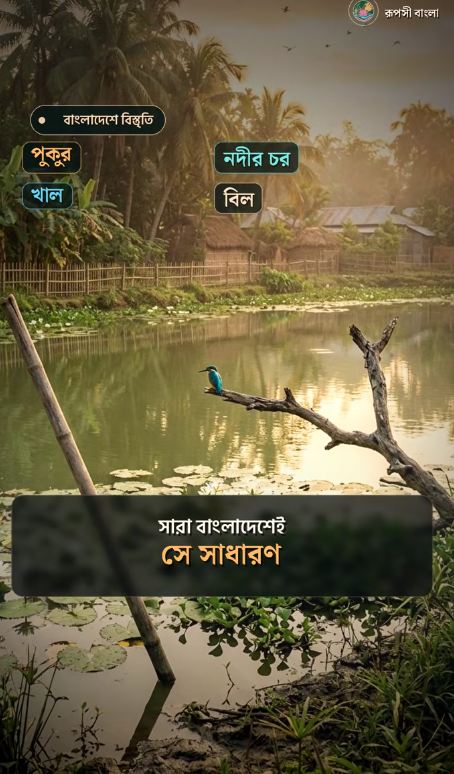 রূপসী বাংলা
বাংলাদেশে বিস্তৃতি
পুকুর
নদীর চর
খাল
বিল
সারা বাংলাদেশেই
সে সাধারণ